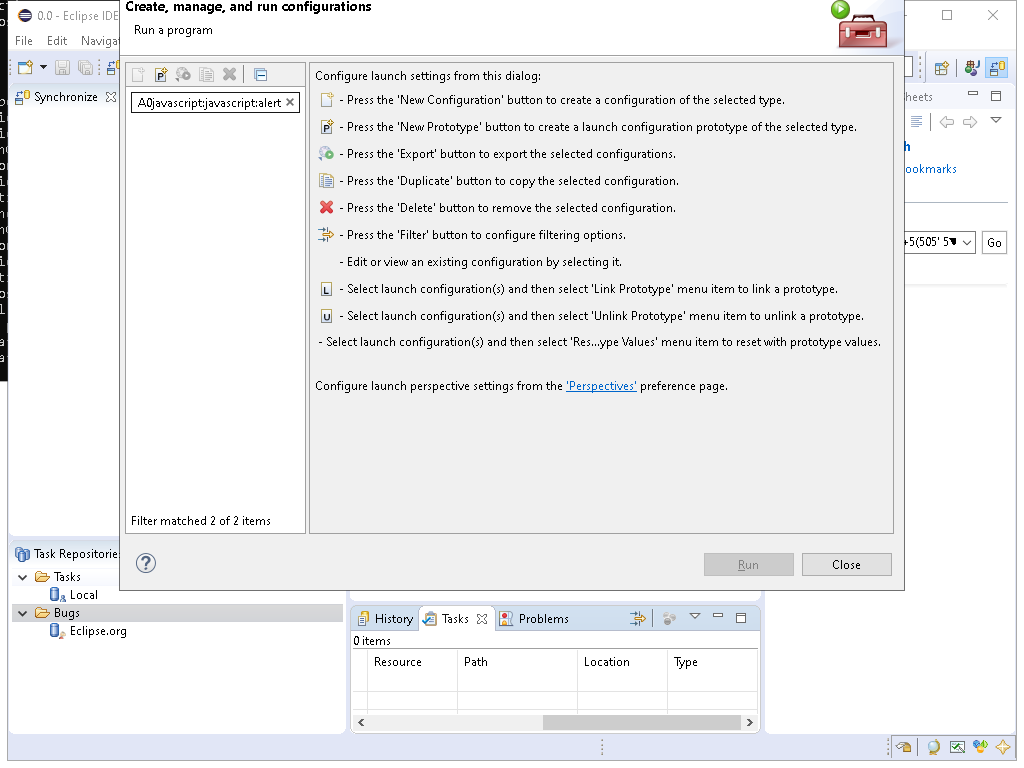 Create, manage, and run configurations
Run a program
0.0 - Eclipse IDE
File Edit Navigat
Synchronize
A0javascript:javascript:alert
Filter matched 2 of 2 items
Configure launch settings from this dialog:
- Press the 'New Configuration' button to create a configuration of the selected type.
- Press the 'New Prototype' button to create a launch configuration prototype of the selected type.
- Press the 'Export' button to export the selected configurations.
- Press the 'Duplicate' button to copy the selected configuration.
- Press the 'Delete' button to remove the selected configuration.
- Press the 'Filter' button to configure filtering options.
- Edit or view an existing configuration by selecting it.
- Select launch configuration(s) and then select 'Link Prototype' menu item to link a prototype.
- Select launch configuration(s) and then select 'Unlink Prototype' menu item to unlink a prototype.
- Select launch configuration(s) and then select 'Res...ype Values' menu item to reset with prototype values.
Configure launch perspective settings from the 'Perspectives' preference page.
Run Close
heets
h
ookmarks
Go
Task Repositorie
Tasks
Local
Bugs
Eclipse.org
History Tasks Problems
0 items
Resource Path Location Type